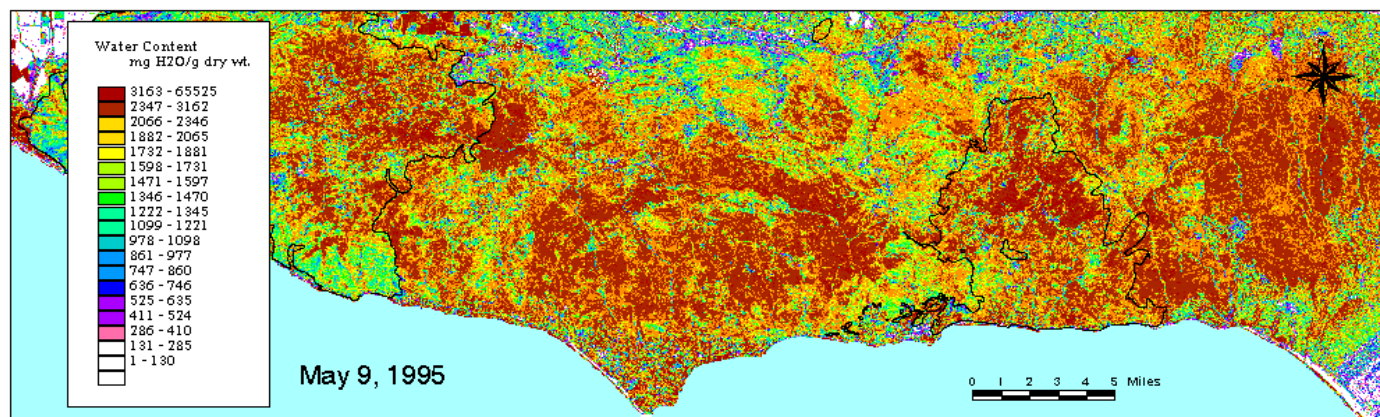 Water Content
mg H2O/g dry wt.
3163 - 65525
2347 - 3162
2066 - 2346
1882 - 2065
1732 - 1881
1598 - 1731
1471 - 1597
1346 - 1470
1222 - 1345
1099 - 1221
978 - 1098
861 - 977
747 - 860
636 - 746
525 - 635
411 - 524
286 - 410
131 - 285
1 - 130
May 9, 1995
0 1 2 3 4 5 Miles